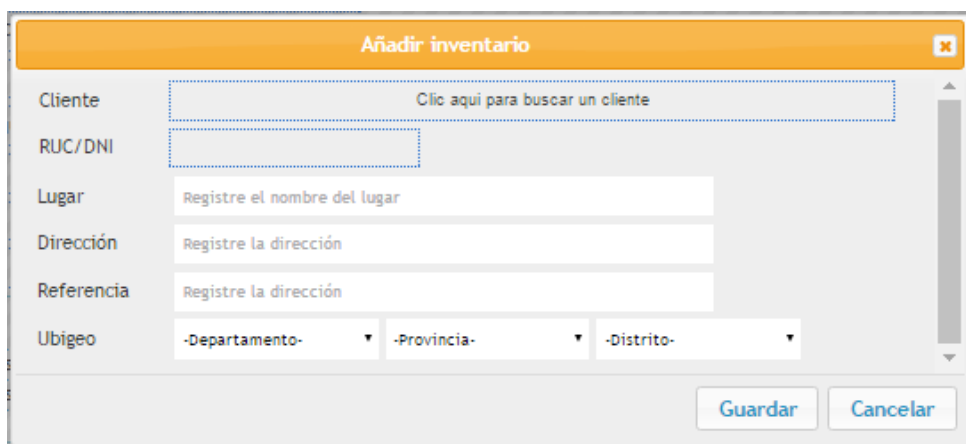 Añadir inventario
Cliente Clic aqui para buscar un cliente
RUC/DNI
Lugar Registre el nombre del lugar
Dirección Registre la dirección
Referencia Registre la dirección
Ubigeo -Departamento- -Provincia- -Distrito-
Guardar Cancelar